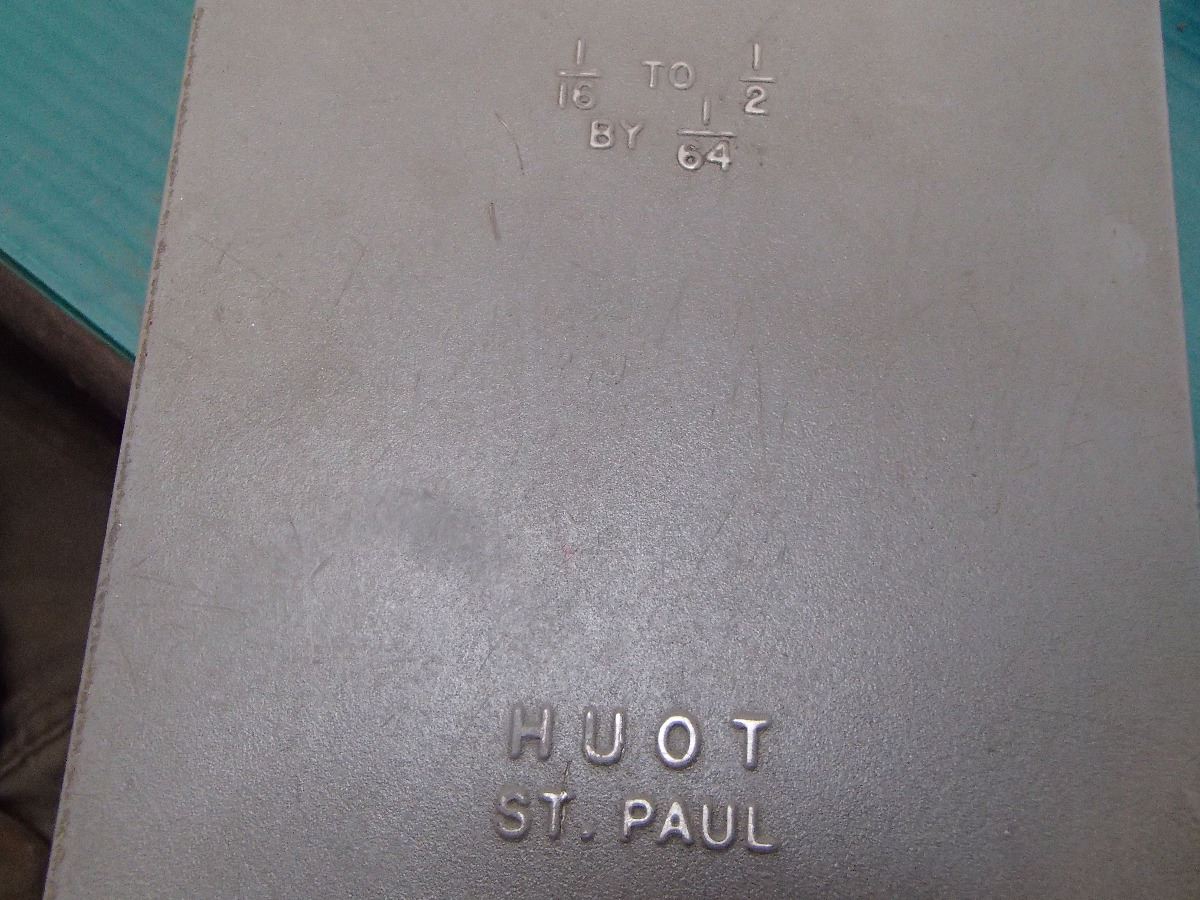 1/16 TO 1/2
BY 1/64
HUOT
ST. PAUL